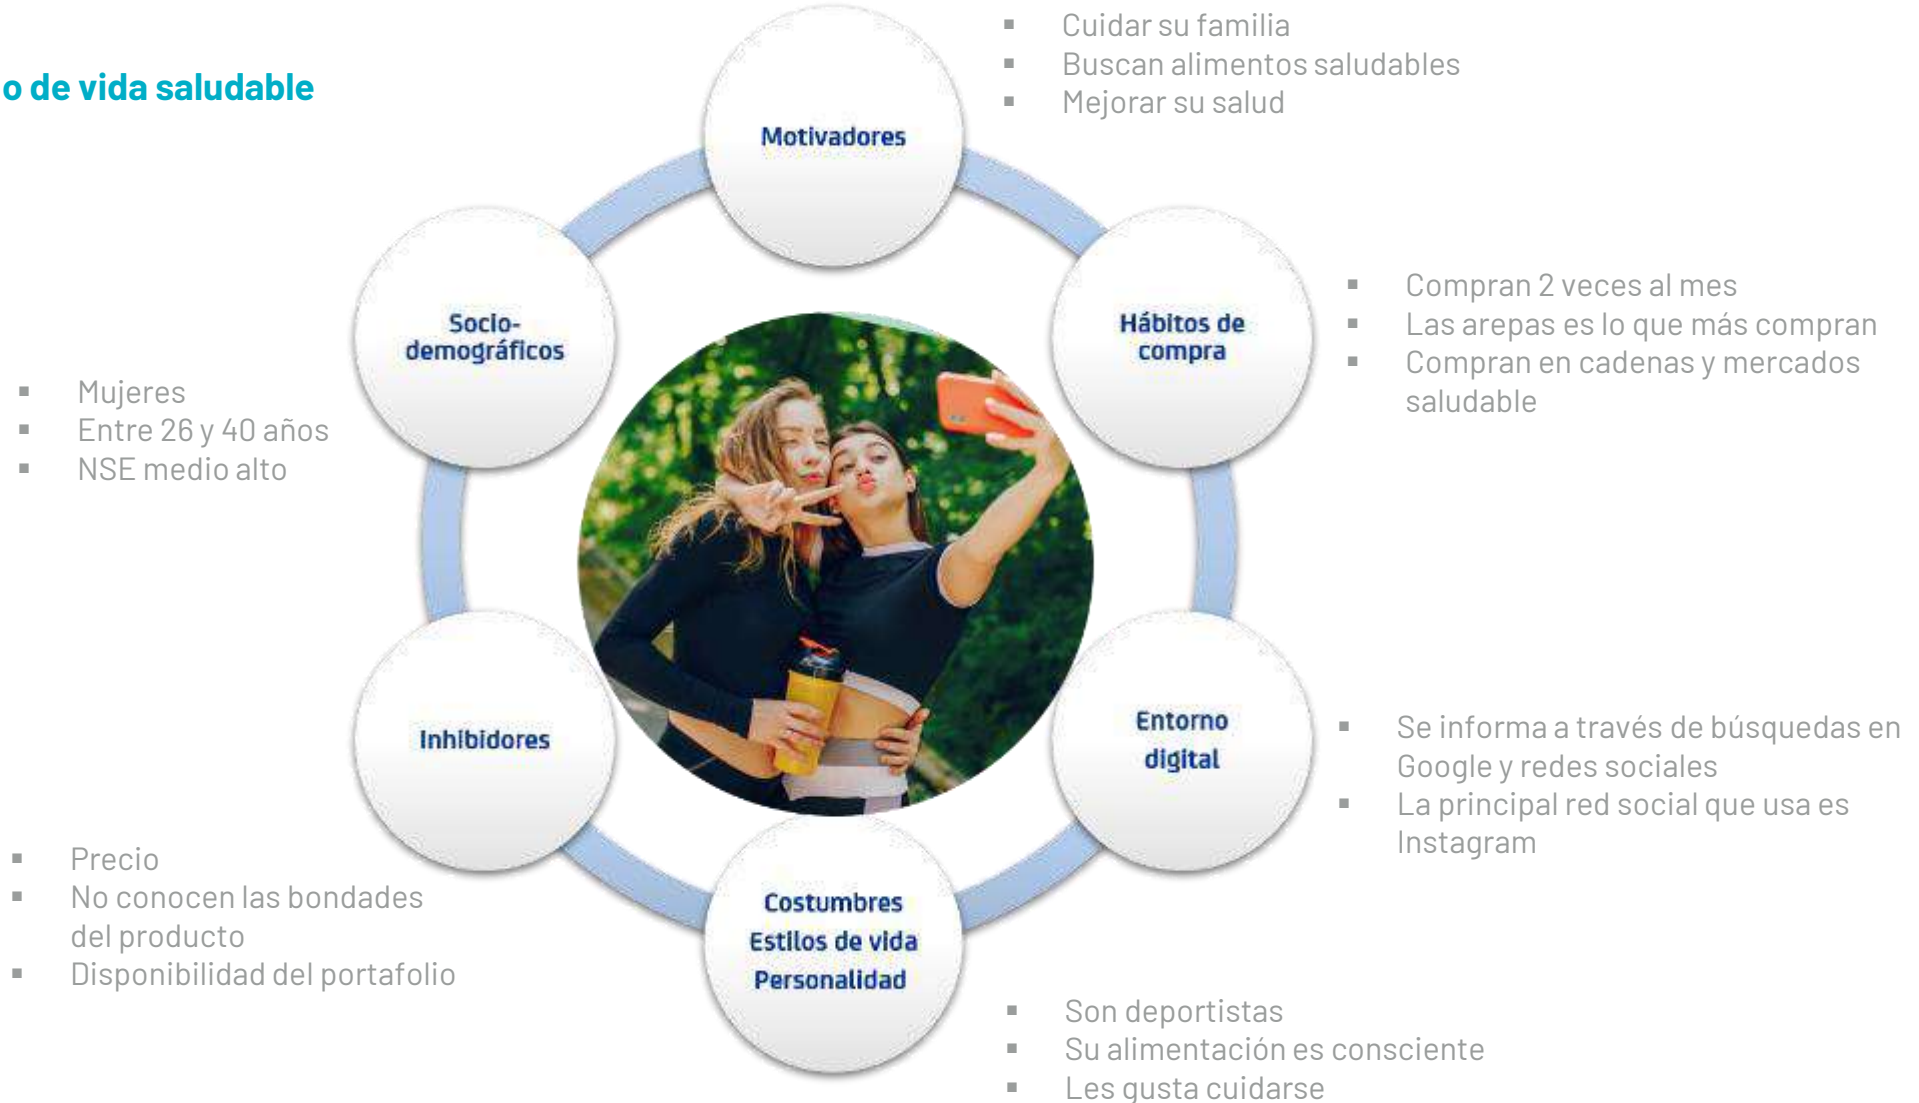 o de vida saludable
Motivadores
▪ Cuidar su familia
▪ Buscan alimentos saludables
▪ Mejorar su salud
Hábitos de
compra
▪ Compran 2 veces al mes
▪ Las arepas es lo que más compran
▪ Compran en cadenas y mercados
saludable
Entorno
digital
▪ Se informa a través de búsquedas en
Google y redes sociales
▪ La principal red social que usa es
Instagram
Costumbres
Estilos de vida
Personalidad
▪ Son deportistas
▪ Su alimentación es consciente
▪ Les gusta cuidarse
Inhibidores
▪ Precio
▪ No conocen las bondades
del producto
▪ Disponibilidad del portafolio
Socio-
demográficos
▪ Mujeres
▪ Entre 26 y 40 años
▪ NSE medio alto